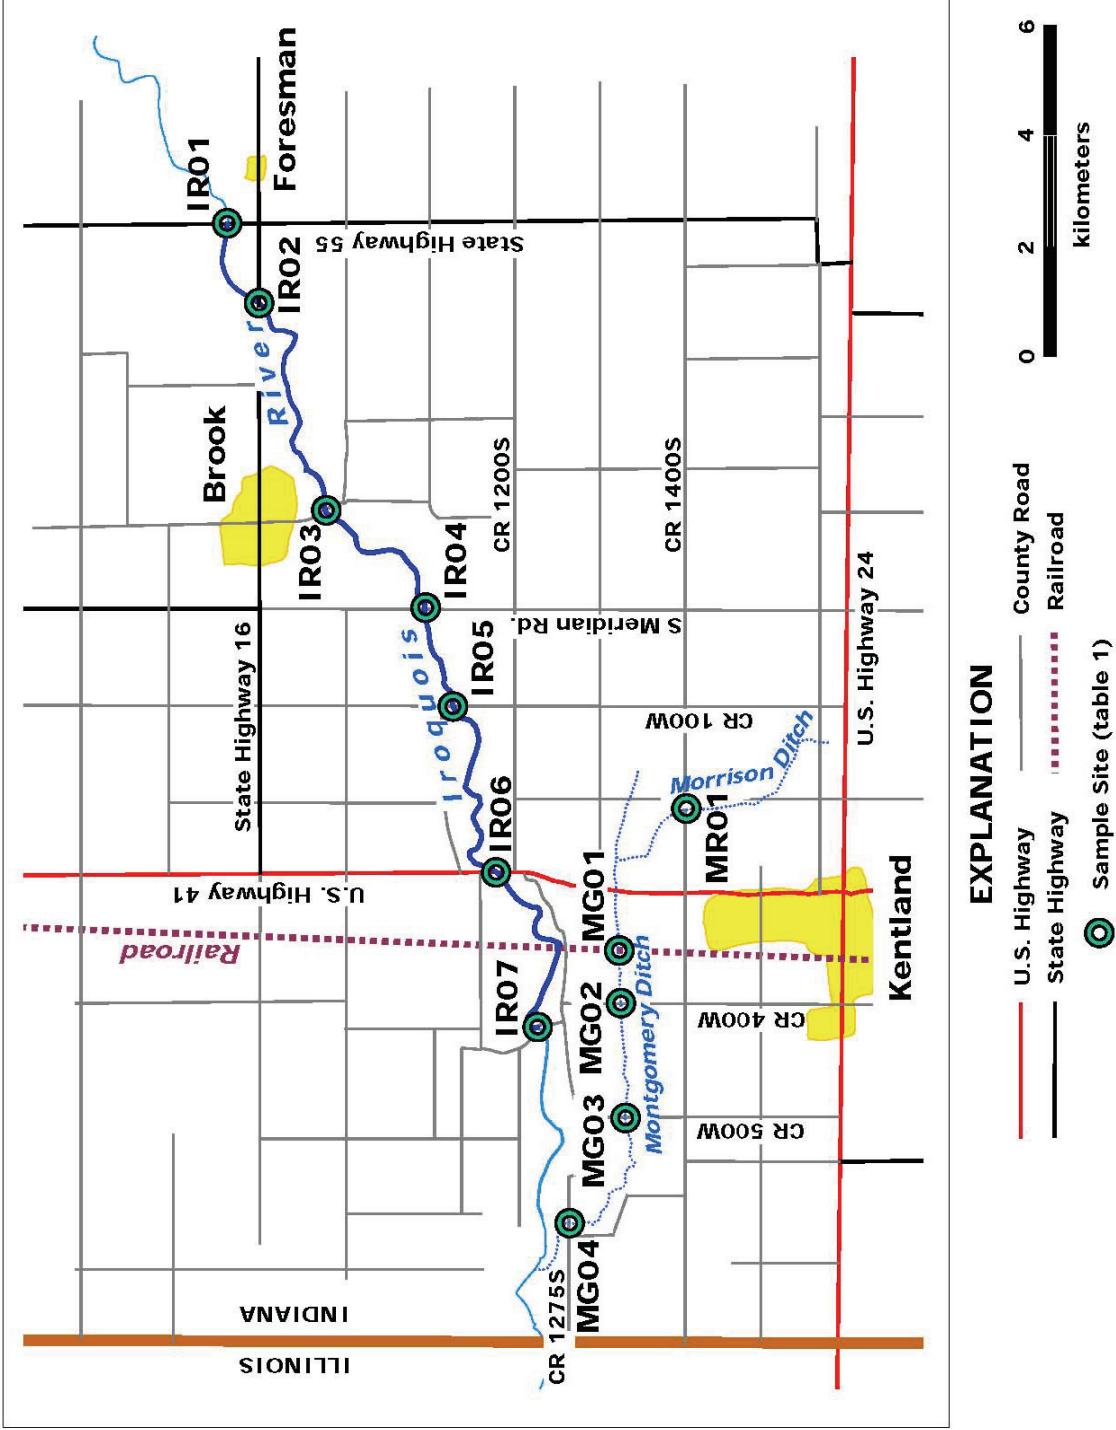 IR01
Foresman
State Highway 55
IR02
River
Brook
IR03
CR 1200S
CR 1400S
IR04
S Meridian Rd.
State Highway 16
Iroquois
IR05
CR 100W
U.S. Highway 24
Morrison Ditch
IR06
MR01
U.S. Highway 41
MG01
Kentland
Railroad
IR07
MG02
CR 400W
Montgomery Ditch
MG03
CR 500W
MG04
CR 1275S
INDIANA
ILLINOIS
EXPLANATION
U.S. Highway
County Road
State Highway
Railroad
Sample Site (table 1)
0 2 4 6
kilometers